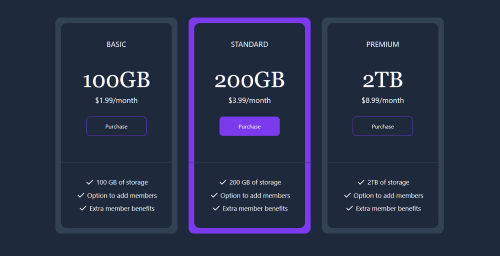 BASIC
100GB
$1.99/month
Purchase
100 GB of storage
Option to add members
Extra member benefits
STANDARD
200GB
$3.99/month
Purchase
200 GB of storage
Option to add members
Extra member benefits
PREMIUM
2TB
$8.99/month
Purchase
2TB of storage
Option to add members
Extra member benefits